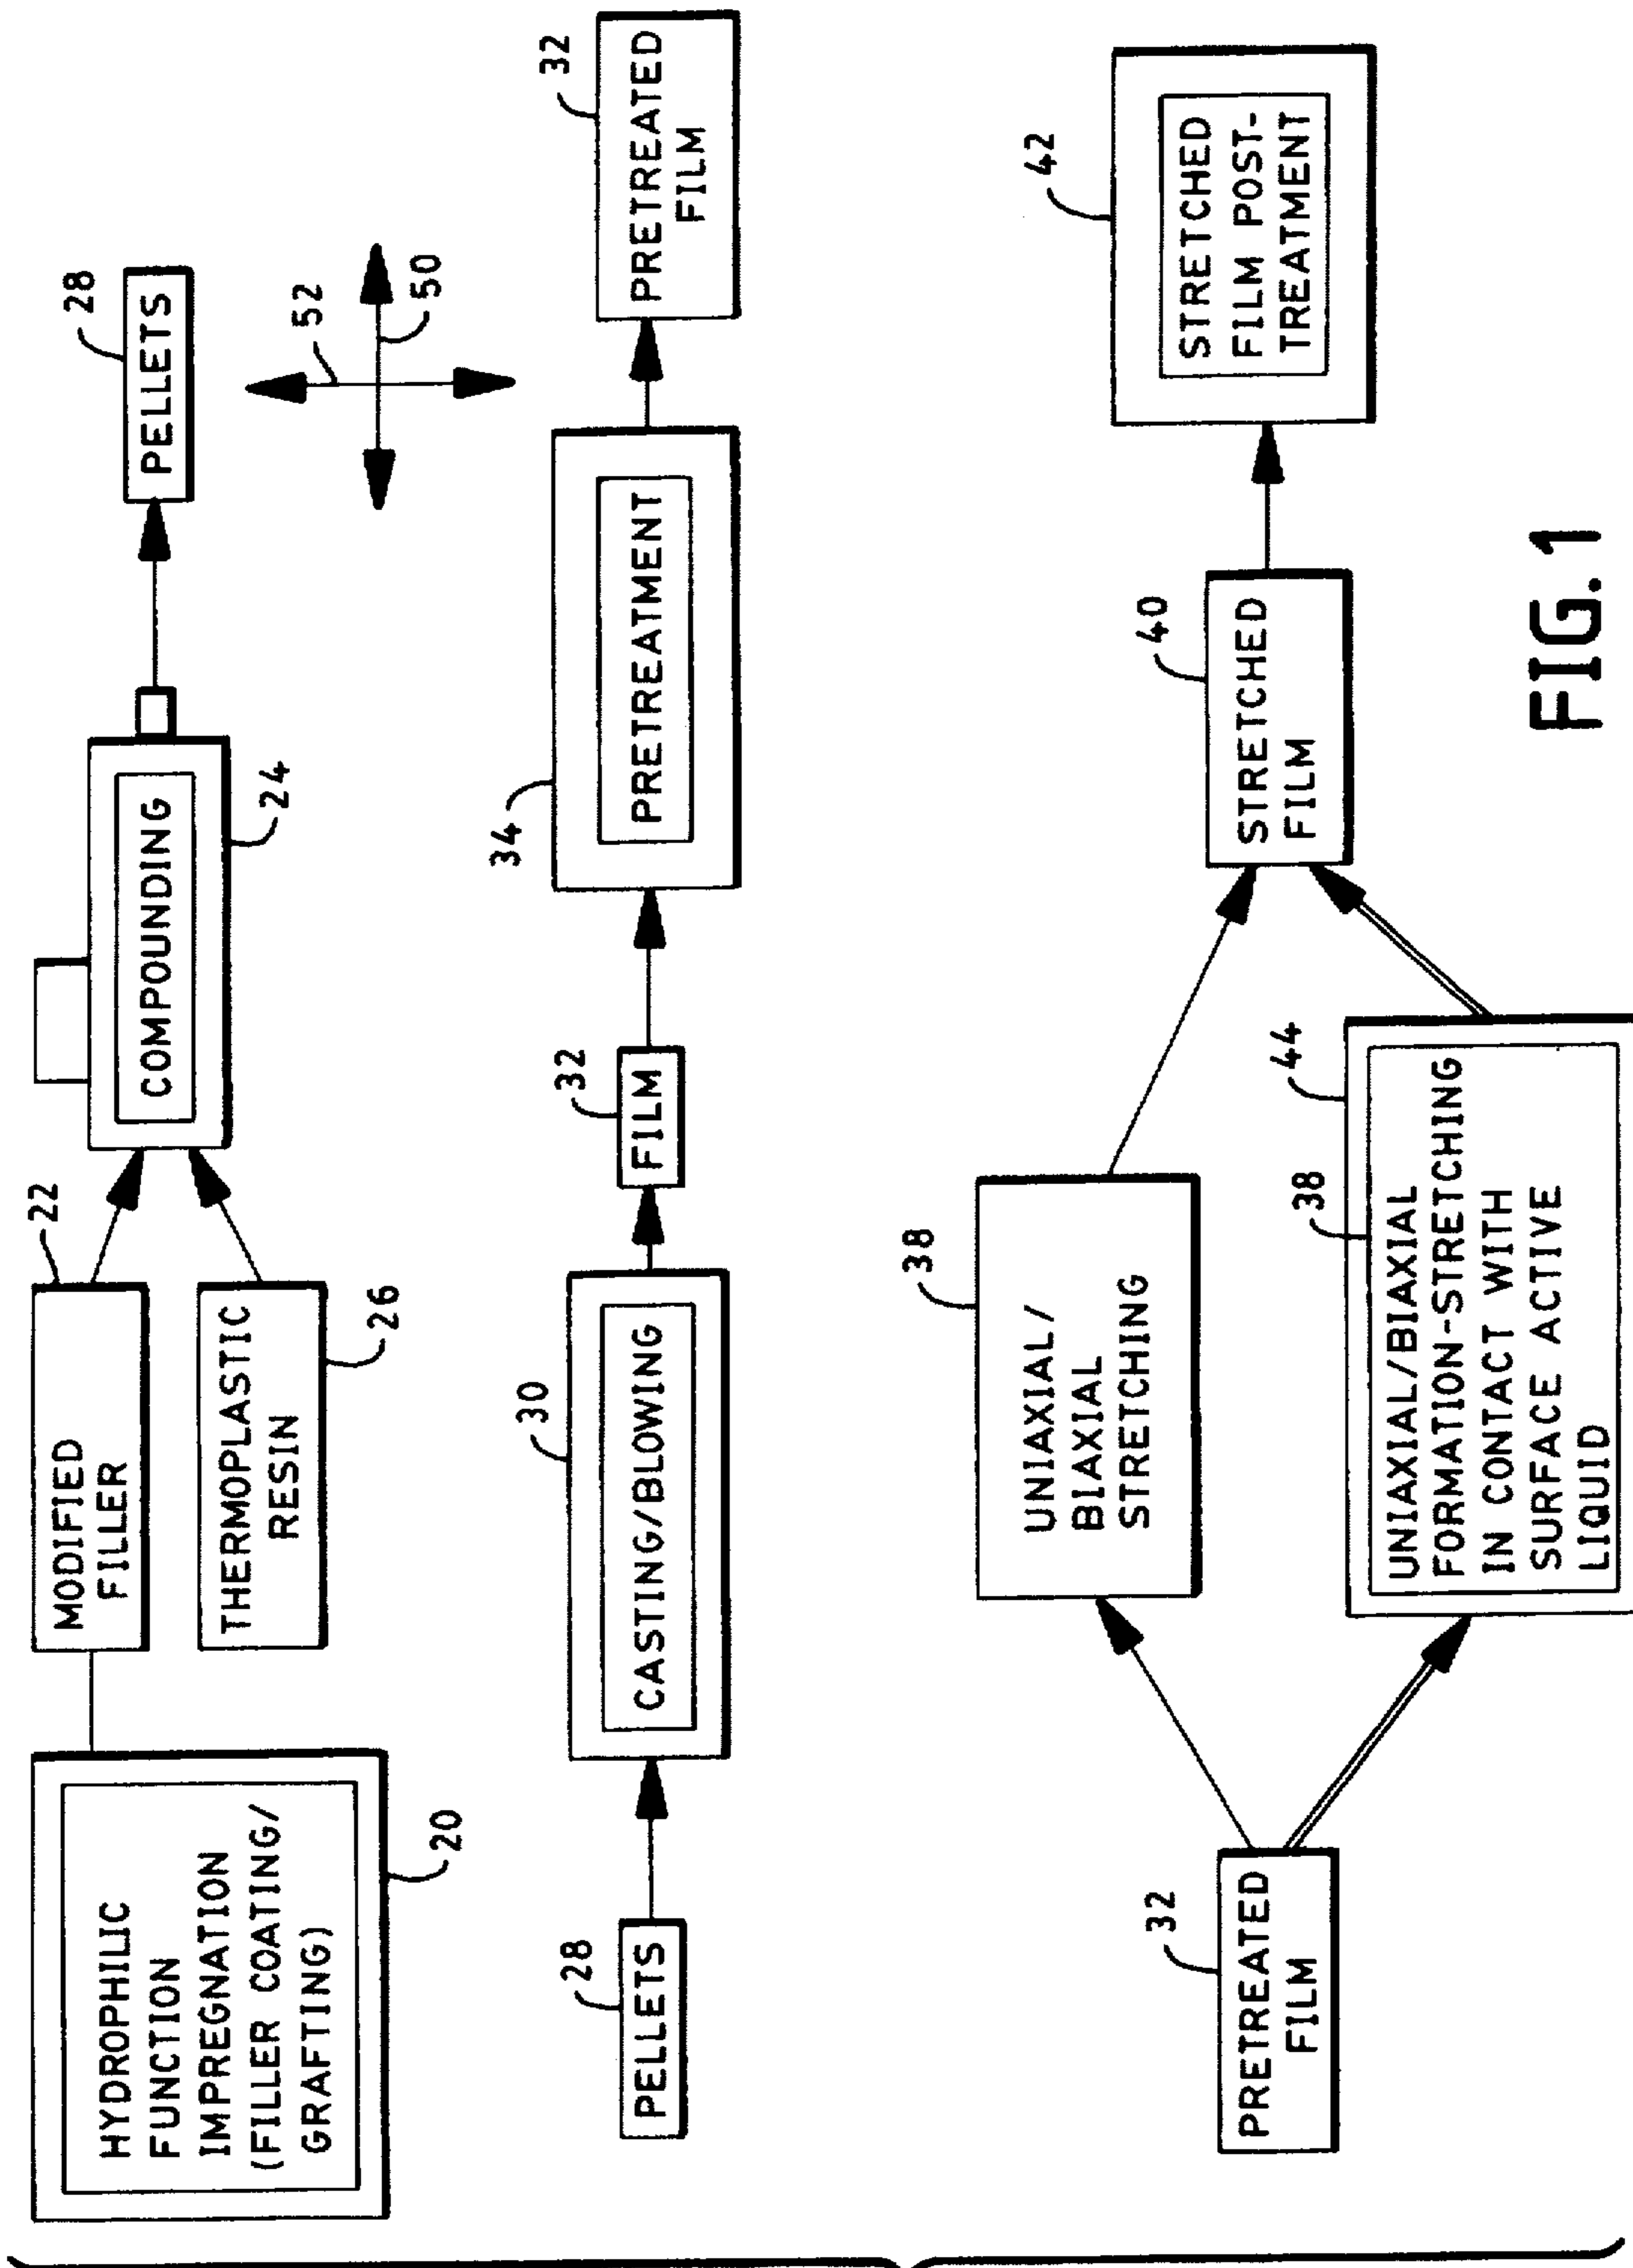 HYDROPHILIC
FUNCTION
IMPREGNATION
(FILLER COATING/
GRAFTING)
20
MODIFIED
FILLER
22
THERMOPLASTIC
RESIN
26
COMPOUNDING
24
PELLETS
28
52
50
PELLETS
28
CASTING/BLOWING
30
FILM
32
PRETREATMENT
34
PRETREATED
FILM
32
PRETREATED
FILM
32
UNIAXIAL/
BIAXIAL
STRETCHING
38
UNIAXIAL/BIAXIAL
FORMATION-STRETCHING
IN CONTACT WITH
SURFACE ACTIVE
LIQUID
38
44
STRETCHED
FILM
40
STRETCHED
FILM POST-
TREATMENT
42
FIG. 1